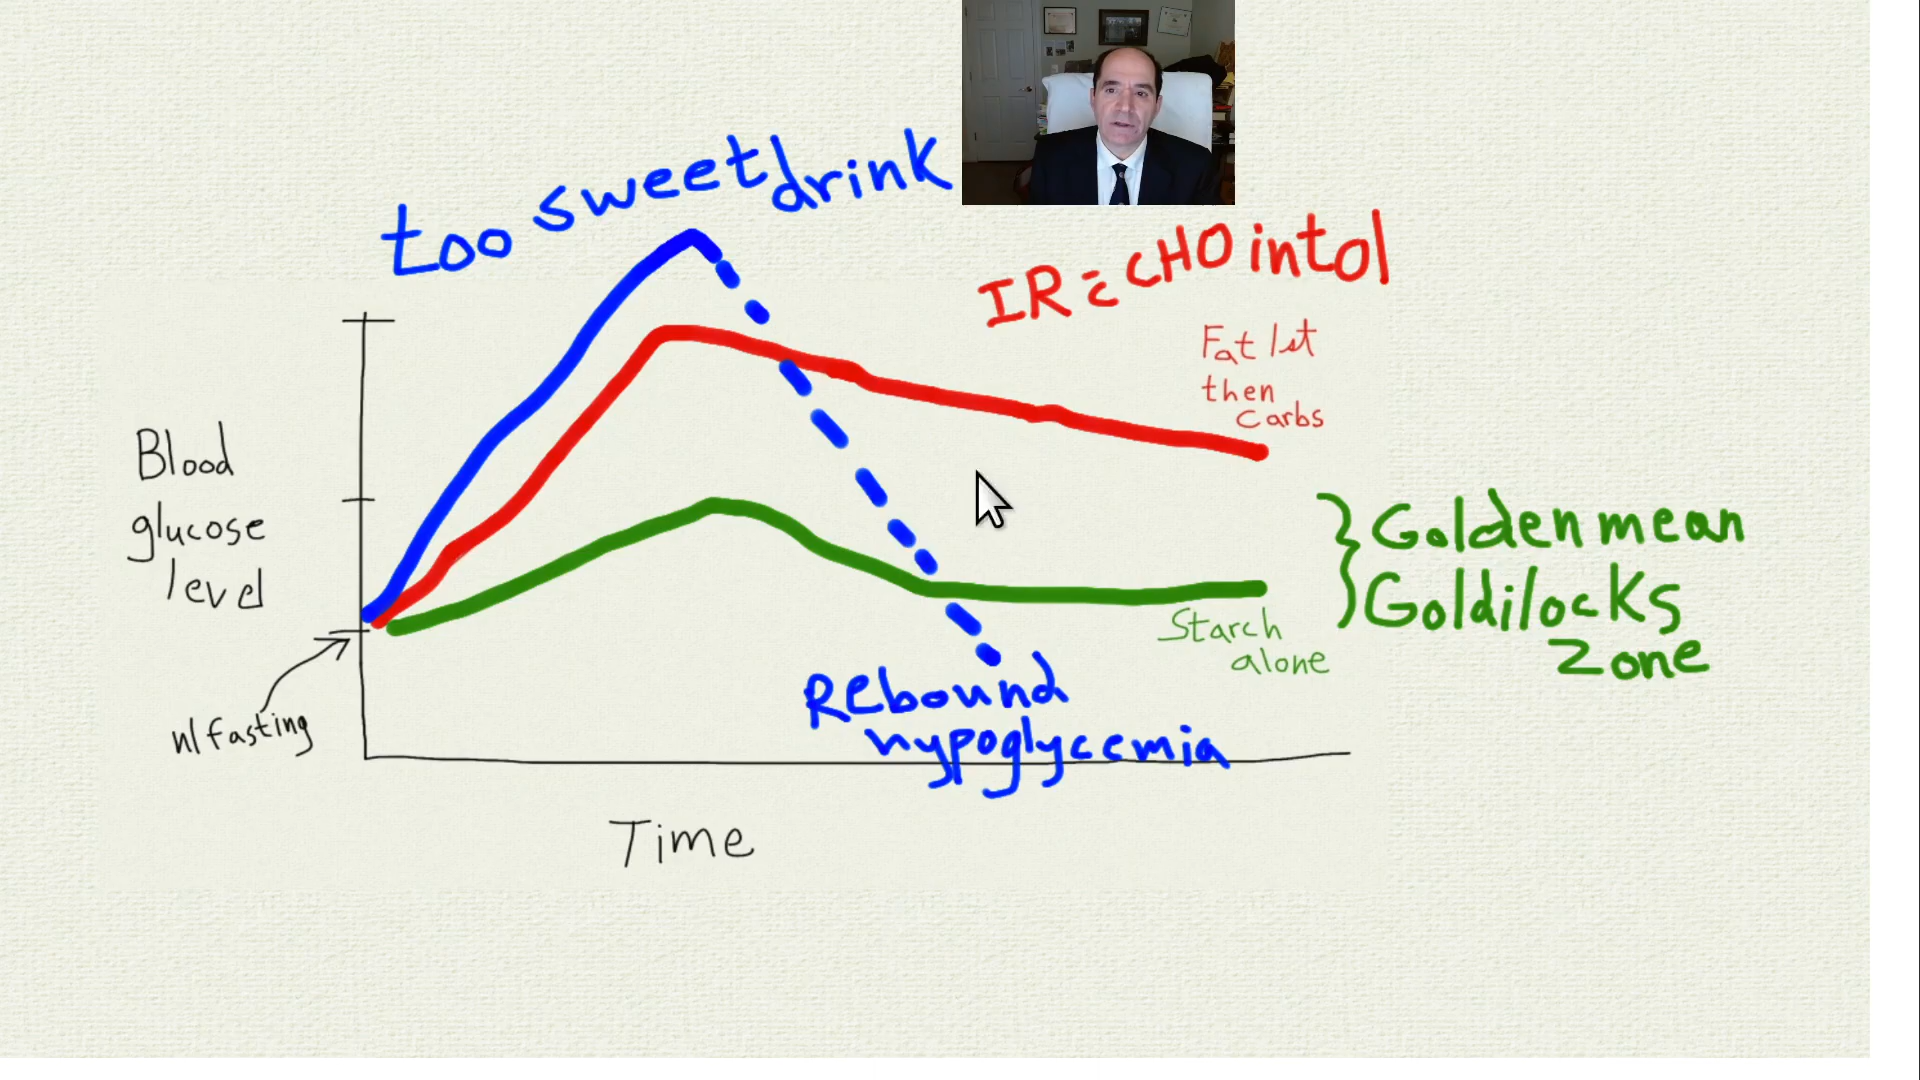 too sweet drink
IR = CHO intol
Fat 1st
then
carbs
Blood
glucose
level
Golden mean
Goldilocks
Zone
Starch
alone
Rebound
hypoglycemia
nl fasting
Time